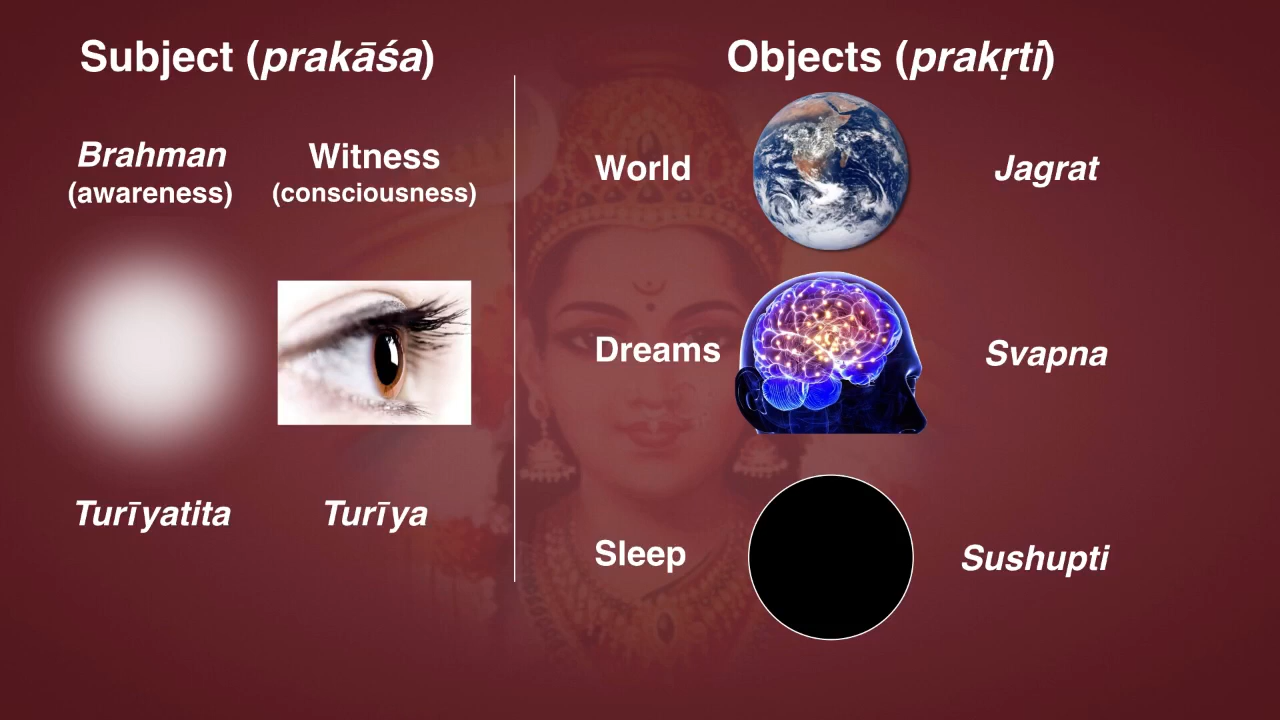 Subject (prakāśa)
Objects (prakṛti)
Brahman
(awareness)
Witness
(consciousness)
World
Jagrat
Dreams
Svapna
Turīyatita
Turīya
Sleep
Sushupti